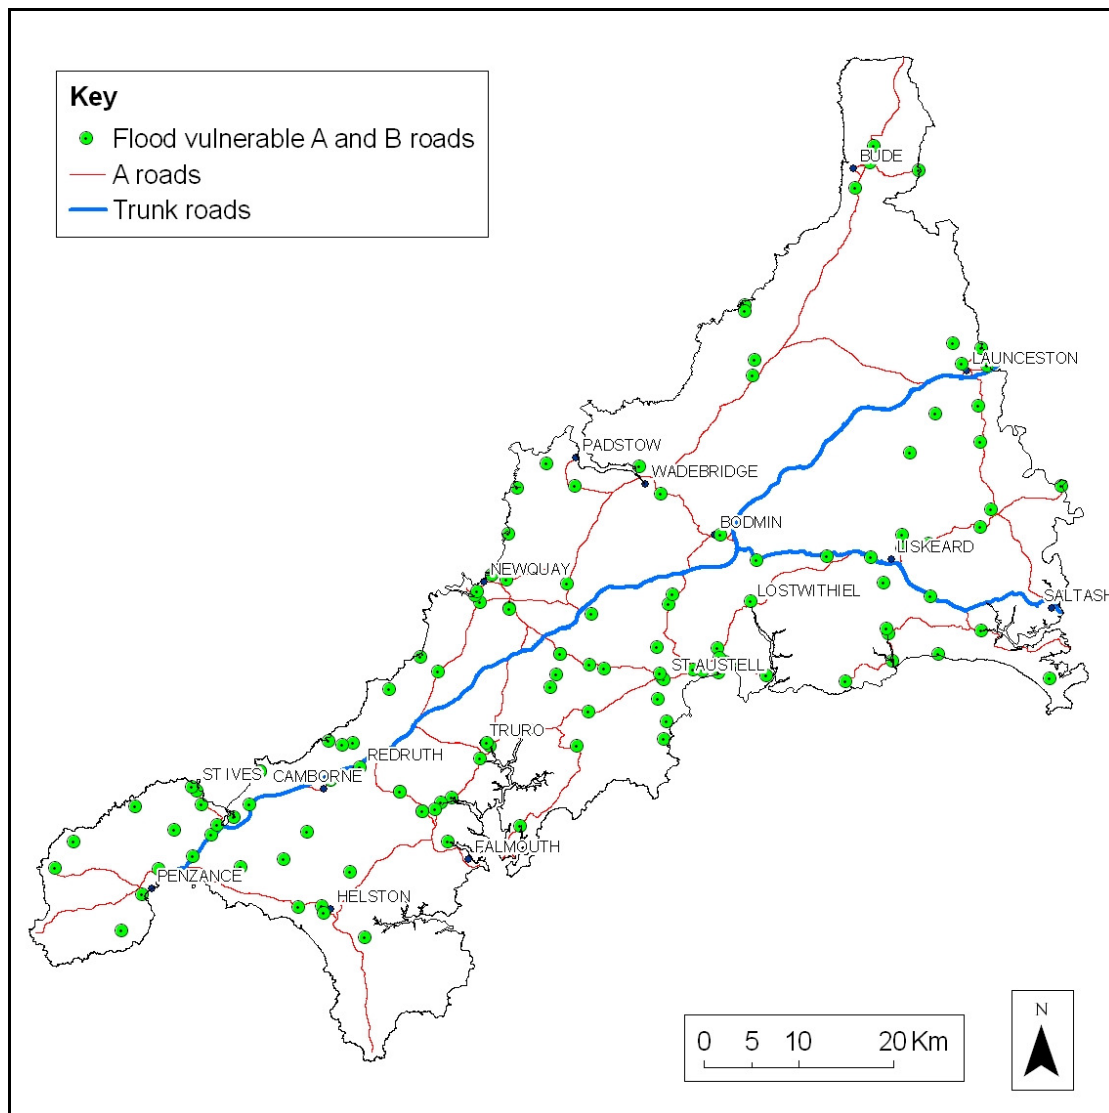 Key
Flood vulnerable A and B roads
A roads
Trunk roads
BUDE
LAUNCESTON
PADSTOW
WADEBRIDGE
BODMIN
LISKEARD
NEWQUAY
LOSTWITHIEL
SALTASH
ST AUSTELL
TRURO
REDRUTH
ST IVES
CAMBORNE
FALMOUTH
PENZANCE
HELSTON
N
0 5 10 20 Km